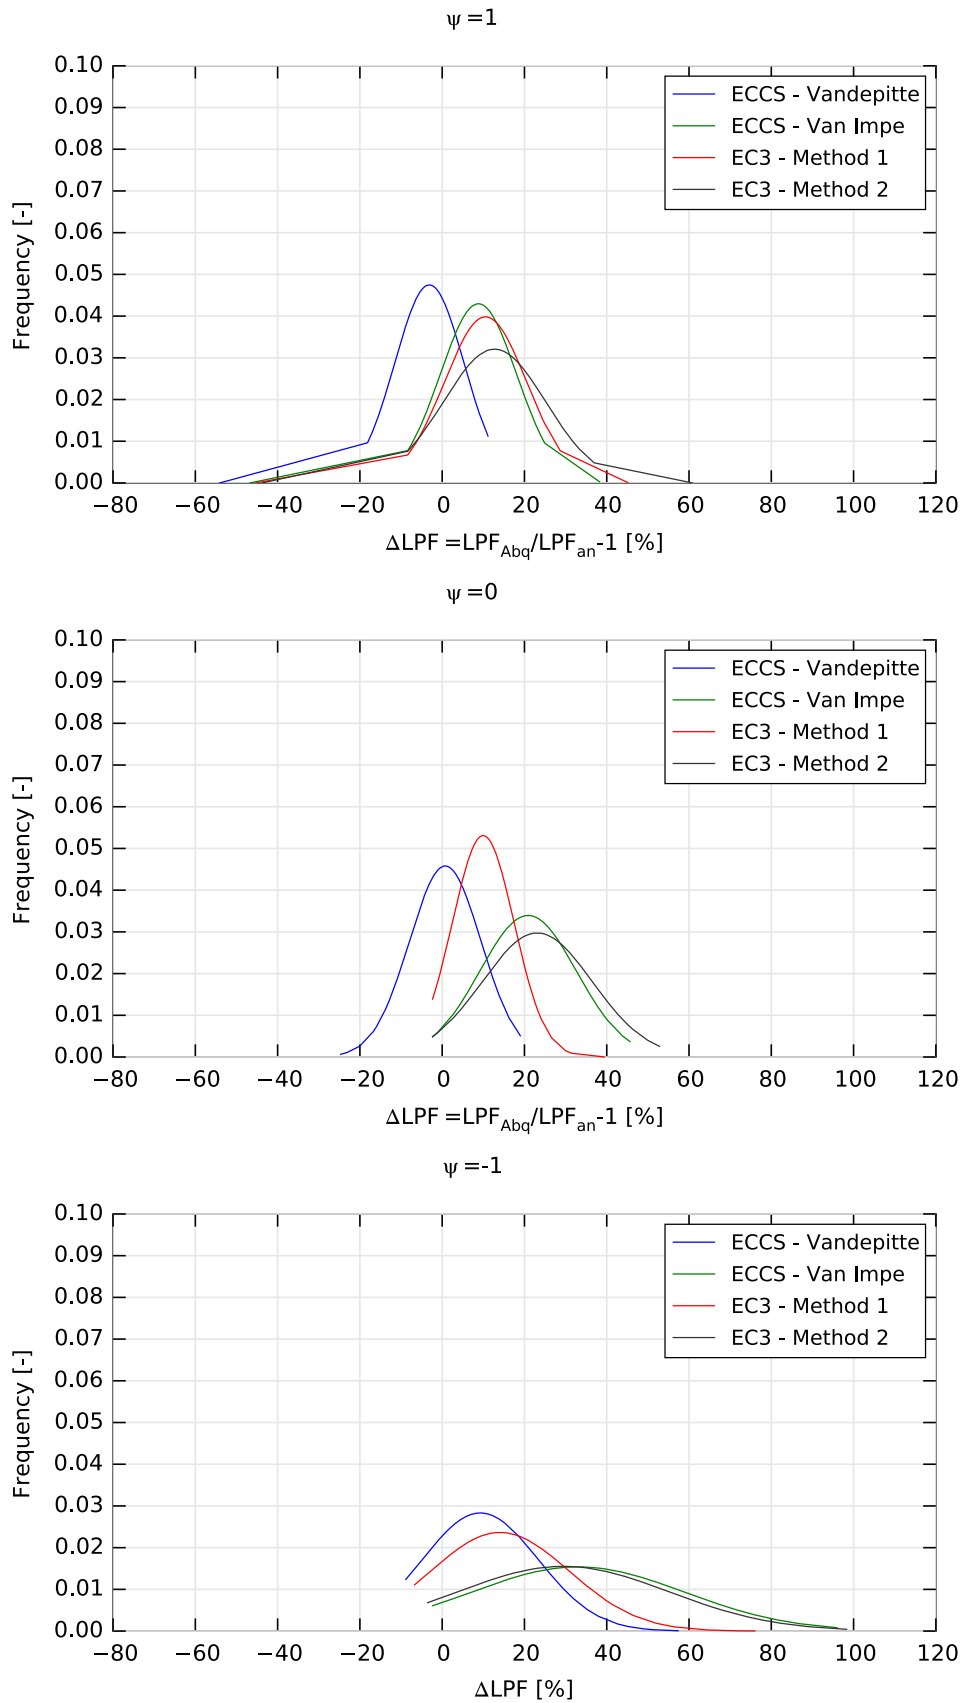 ψ =1
0.10
0.09
0.08
0.07
0.06
0.05
0.04
0.03
0.02
0.01
0.00
Frequency [-]
ECCS - Vandepitte
ECCS - Van Impe
EC3 - Method 1
EC3 - Method 2
−80 −60 −40 −20 0 20 40 60 80 100 120
ΔLPF =LPF_Abq/LPF_an-1 [%]
ψ =0
0.10
0.09
0.08
0.07
0.06
0.05
0.04
0.03
0.02
0.01
0.00
Frequency [-]
ECCS - Vandepitte
ECCS - Van Impe
EC3 - Method 1
EC3 - Method 2
−80 −60 −40 −20 0 20 40 60 80 100 120
ΔLPF =LPF_Abq/LPF_an-1 [%]
ψ =-1
0.10
0.09
0.08
0.07
0.06
0.05
0.04
0.03
0.02
0.01
0.00
Frequency [-]
ECCS - Vandepitte
ECCS - Van Impe
EC3 - Method 1
EC3 - Method 2
−80 −60 −40 −20 0 20 40 60 80 100 120
ΔLPF [%]